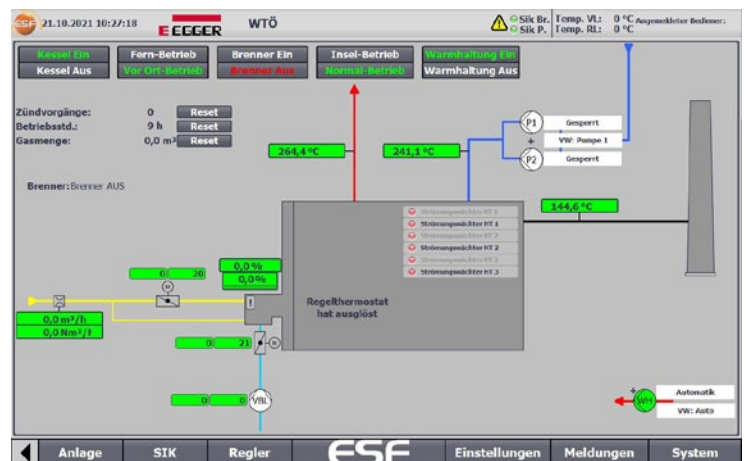 ESF 21.10.2021 10:27:18 E EGGER WTÖ Sik Br. Temp. VL: 0 °C Angemeldeter Bediener:
Sik P. Temp. RL: 0 °C
Kessel Ein Fern-Betrieb Brenner Ein Insel-Betrieb Warmhaltung Ein
Kessel Aus Vor Ort-Betrieb Brenner Aus Normal-Betrieb Warmhaltung Aus
Zündvorgänge: 0 Reset
Betriebsstd.: 9 h Reset
Gasmenge: 0,0 m³ Reset
P1 Gesperrt
+ VW: Pumpe 1
P2 Gesperrt
264,4 °C 241,1 °C
Brenner: Brenner AUS
144,6 °C
Strömungswächter HT 1
Strömungswächter HT 1
Strömungswächter HT 2
Strömungswächter HT 2
Strömungswächter HT 3
Strömungswächter HT 3
0,0 %
0 20 0,0 %
M
!
Regelthermostat
hat ausglöst
0,0 m³/h
0,0 Nm³/h
0 21 M
0 0 VBL
+ WH Automatik
VW: Auto
Anlage SIK Regler ESF Einstellungen Meldungen System